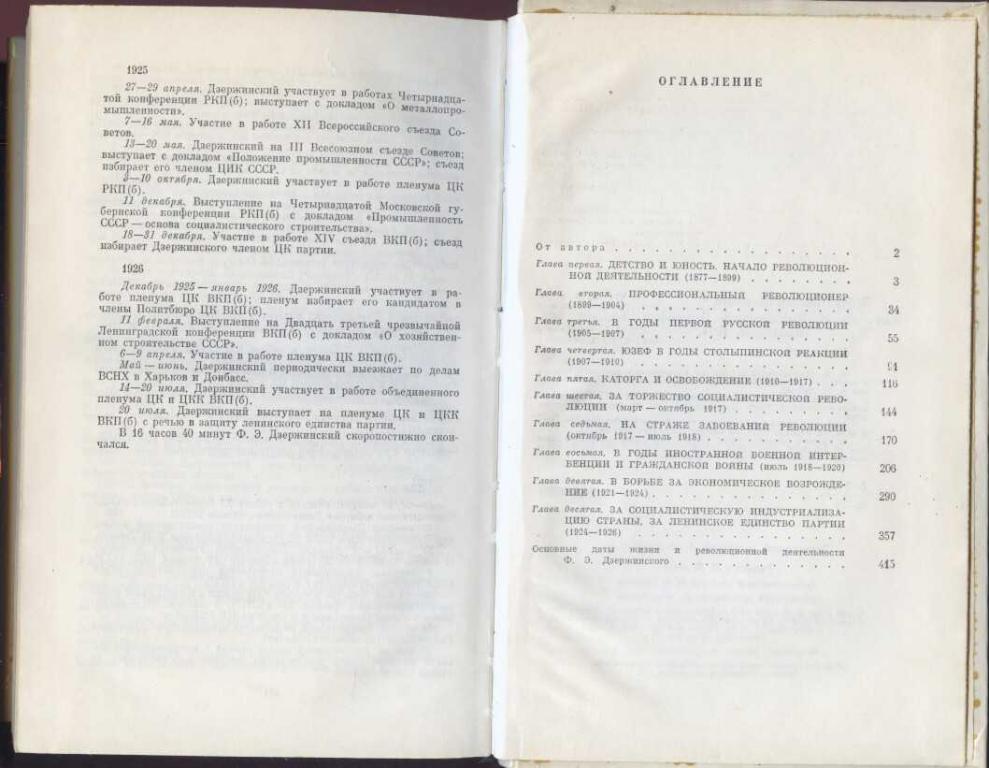 1925
27—29 апреля. Дзержинский участвует в работах Четырнадца-
той конференции РКП(б); выступает с докладом «О металлопро-
мышленности».
7—16 мая. Участие в работе XII Всероссийского съезда Со-
ветов.
13—20 мая. Дзержинский на III Всесоюзном съезде Советов;
выступает с докладом «Положение промышленности СССР»; съезд
избирает его членом ЦИК СССР.
3—10 октября. Дзержинский участвует в работе пленума ЦК
РКП(б).
11 декабря. Выступление на Четырнадцатой Московской гу-
бернской конференции РКП(б) с докладом «Промышленность
СССР — основа социалистического строительства».
18—31 декабря. Участие в работе XIV съезда ВКП(б); съезд
избирает Дзержинского членом ЦК партии.
1926
Декабрь 1925 — январь 1926. Дзержинский участвует в ра-
боте пленума ЦК ВКП(б); пленум избирает его кандидатом в
члены Политбюро ЦК ВКП(б).
11 февраля. Выступление на Двадцать третьей чрезвычайной
Ленинградской конференции ВКП(б) с докладом «О хозяйствен-
ном строительстве СССР».
6—9 апреля. Участие в работе пленума ЦК ВКП(б).
Май — июнь. Дзержинский периодически выезжает по делам
ВСНХ в Харьков и Донбасс.
14—20 июля. Дзержинский участвует в работе объединенного
пленума ЦК и ЦКК ВКП(б).
20 июля. Дзержинский выступает на пленуме ЦК и ЦКК
ВКП(б) с речью в защиту ленинского единства партии.
В 16 часов 40 минут Ф. Э. Дзержинский скоропостижно скон-
чался.
ОГЛАВЛЕНИЕ
От автора . . . . . . . . . . . . . . 2
Глава первая. ДЕТСТВО И ЮНОСТЬ. НАЧАЛО РЕВОЛЮЦИОН-
НОЙ ДЕЯТЕЛЬНОСТИ (1877—1899) . . . . . . . . 3
Глава вторая. ПРОФЕССИОНАЛЬНЫЙ РЕВОЛЮЦИОНЕР
(1899—1904) . . . . . . . . . . . . . 34
Глава третья. В ГОДЫ ПЕРВОЙ РУССКОЙ РЕВОЛЮЦИИ
(1905—1907) . . . . . . . . . . . . . 55
Глава четвертая. ЮЗЕФ В ГОДЫ СТОЛЫПИНСКОЙ РЕАКЦИИ
(1907—1910) . . . . . . . . . . . . . 91
Глава пятая. КАТОРГА И ОСВОБОЖДЕНИЕ (1910—1917) . . . 116
Глава шестая. ЗА ТОРЖЕСТВО СОЦИАЛИСТИЧЕСКОЙ РЕВО-
ЛЮЦИИ (март — октябрь 1917) . . . . . . . . . 144
Глава седьмая. НА СТРАЖЕ ЗАВОЕВАНИЙ РЕВОЛЮЦИИ
(октябрь 1917 — июль 1918) . . . . . . . . . 170
Глава восьмая. В ГОДЫ ИНОСТРАННОЙ ВОЕННОЙ ИНТЕР-
ВЕНЦИИ И ГРАЖДАНСКОЙ ВОЙНЫ (июль 1918—1920) 206
Глава девятая. В БОРЬБЕ ЗА ЭКОНОМИЧЕСКОЕ ВОЗРОЖДЕ-
НИЕ (1921—1924) . . . . . . . . . . . . 290
Глава десятая. ЗА СОЦИАЛИСТИЧЕСКУЮ ИНДУСТРИАЛИЗА-
ЦИЮ СТРАНЫ, ЗА ЛЕНИНСКОЕ ЕДИНСТВО ПАРТИИ
(1924—1926) . . . . . . . . . . . . . 357
Основные даты жизни и революционной деятельности
Ф. Э. Дзержинского . . . . . . . . . . . 415